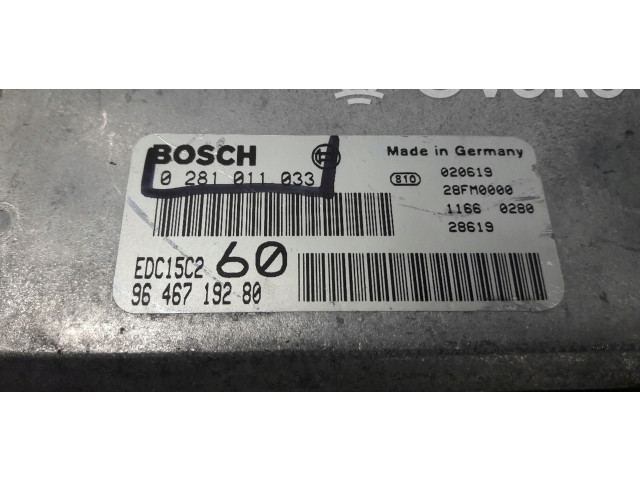 BOSCH
0 281 011 033
Made in Germany
810
020619
28FM0000
1166 0280
28619
EDC15C2 60
96 467 192 80